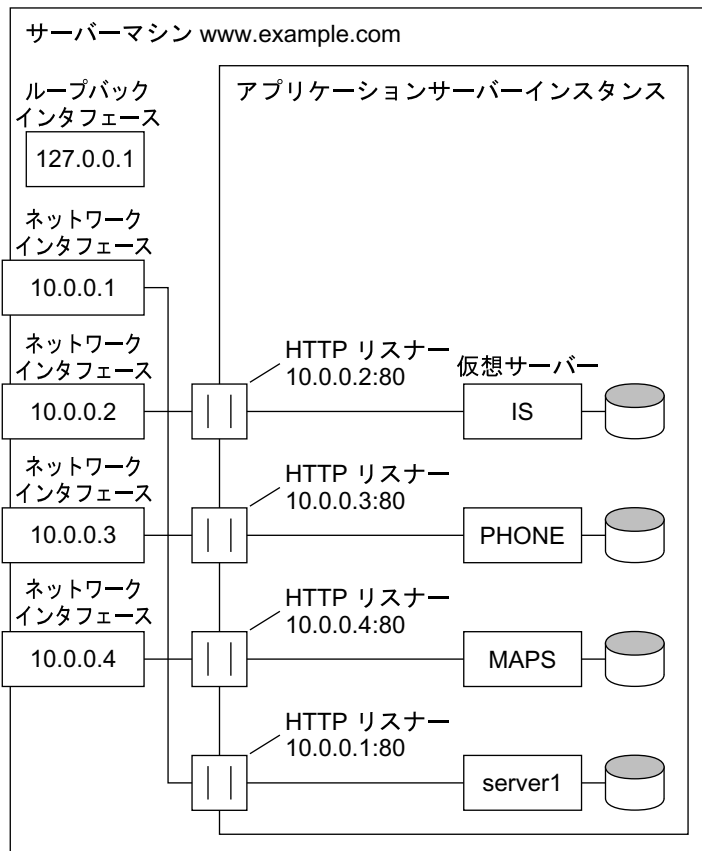 サーバーマシン www.example.com
ループバック
インタフェース
127.0.0.1
アプリケーションサーバーインスタンス
ネットワーク
インタフェース
10.0.0.1
ネットワーク
インタフェース
10.0.0.2
HTTP リスナー
10.0.0.2:80
仮想サーバー
IS
ネットワーク
インタフェース
10.0.0.3
HTTP リスナー
10.0.0.3:80
PHONE
ネットワーク
インタフェース
10.0.0.4
HTTP リスナー
10.0.0.4:80
MAPS
HTTP リスナー
10.0.0.1:80
server1